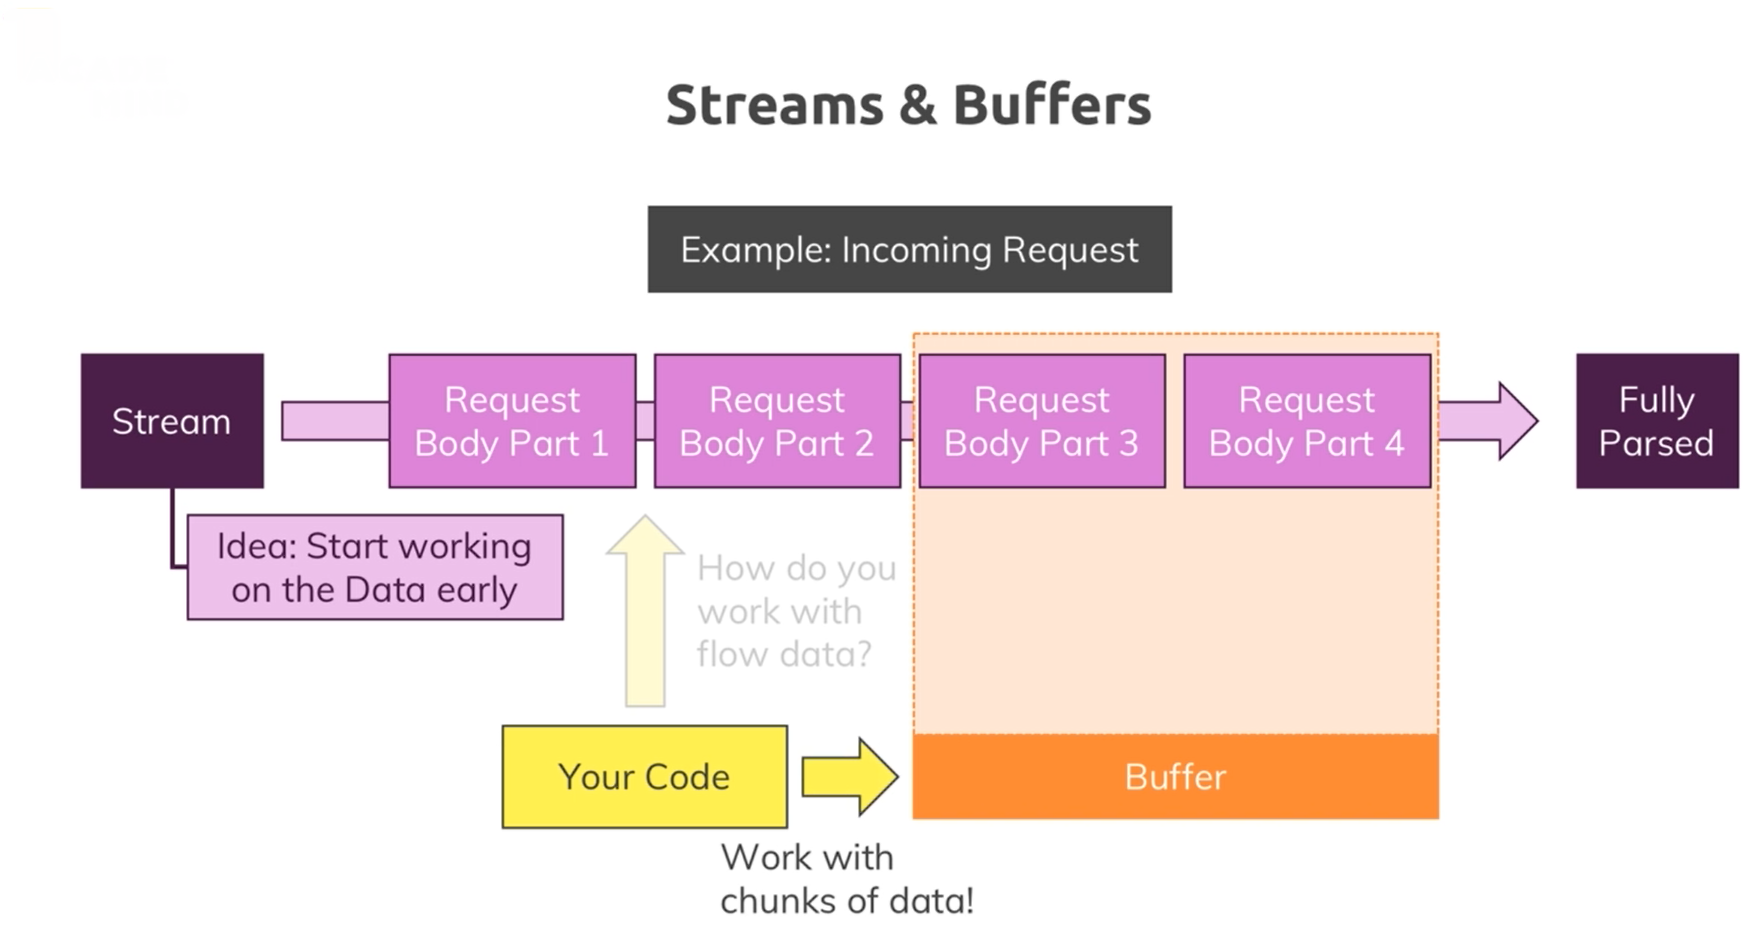 Streams & Buffers
Example: Incoming Request
Stream
Request
Body Part 1
Request
Body Part 2
Request
Body Part 3
Request
Body Part 4
Fully
Parsed
Idea: Start working
on the Data early
How do you
work with
flow data?
Your Code
Buffer
Work with
chunks of data!